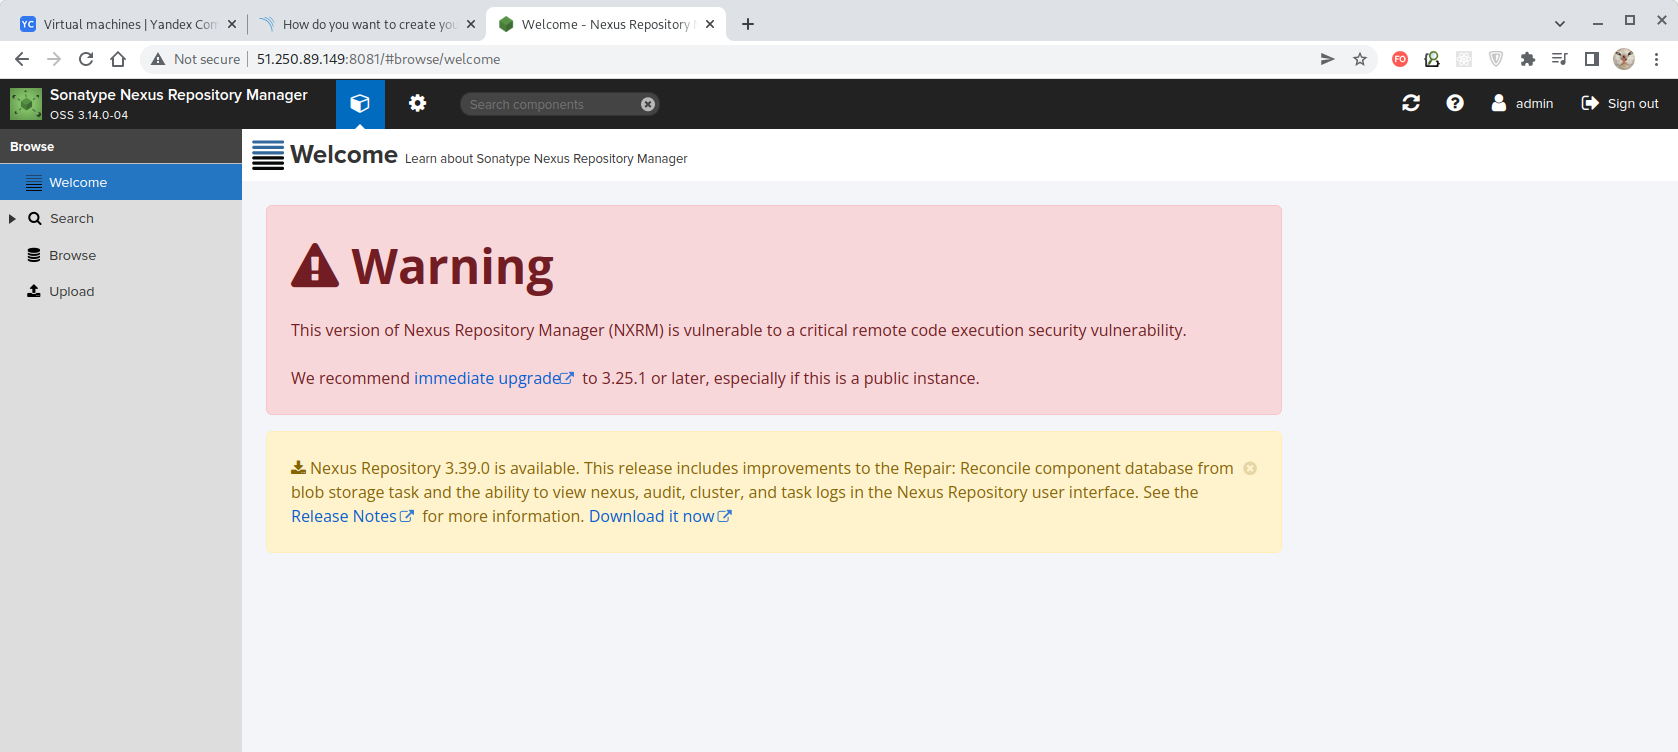 YC Virtual machines | Yandex Com
How do you want to create you
Welcome - Nexus Repository
Not secure 51.250.89.149:8081/#browse/welcome
FO
Sonatype Nexus Repository Manager
OSS 3.14.0-04
Search components
admin
Sign out
Browse
Welcome
Search
Browse
Upload
Welcome Learn about Sonatype Nexus Repository Manager
Warning
This version of Nexus Repository Manager (NXRM) is vulnerable to a critical remote code execution security vulnerability.
We recommend immediate upgrade to 3.25.1 or later, especially if this is a public instance.
Nexus Repository 3.39.0 is available. This release includes improvements to the Repair: Reconcile component database from
blob storage task and the ability to view nexus, audit, cluster, and task logs in the Nexus Repository user interface. See the
Release Notes for more information. Download it now